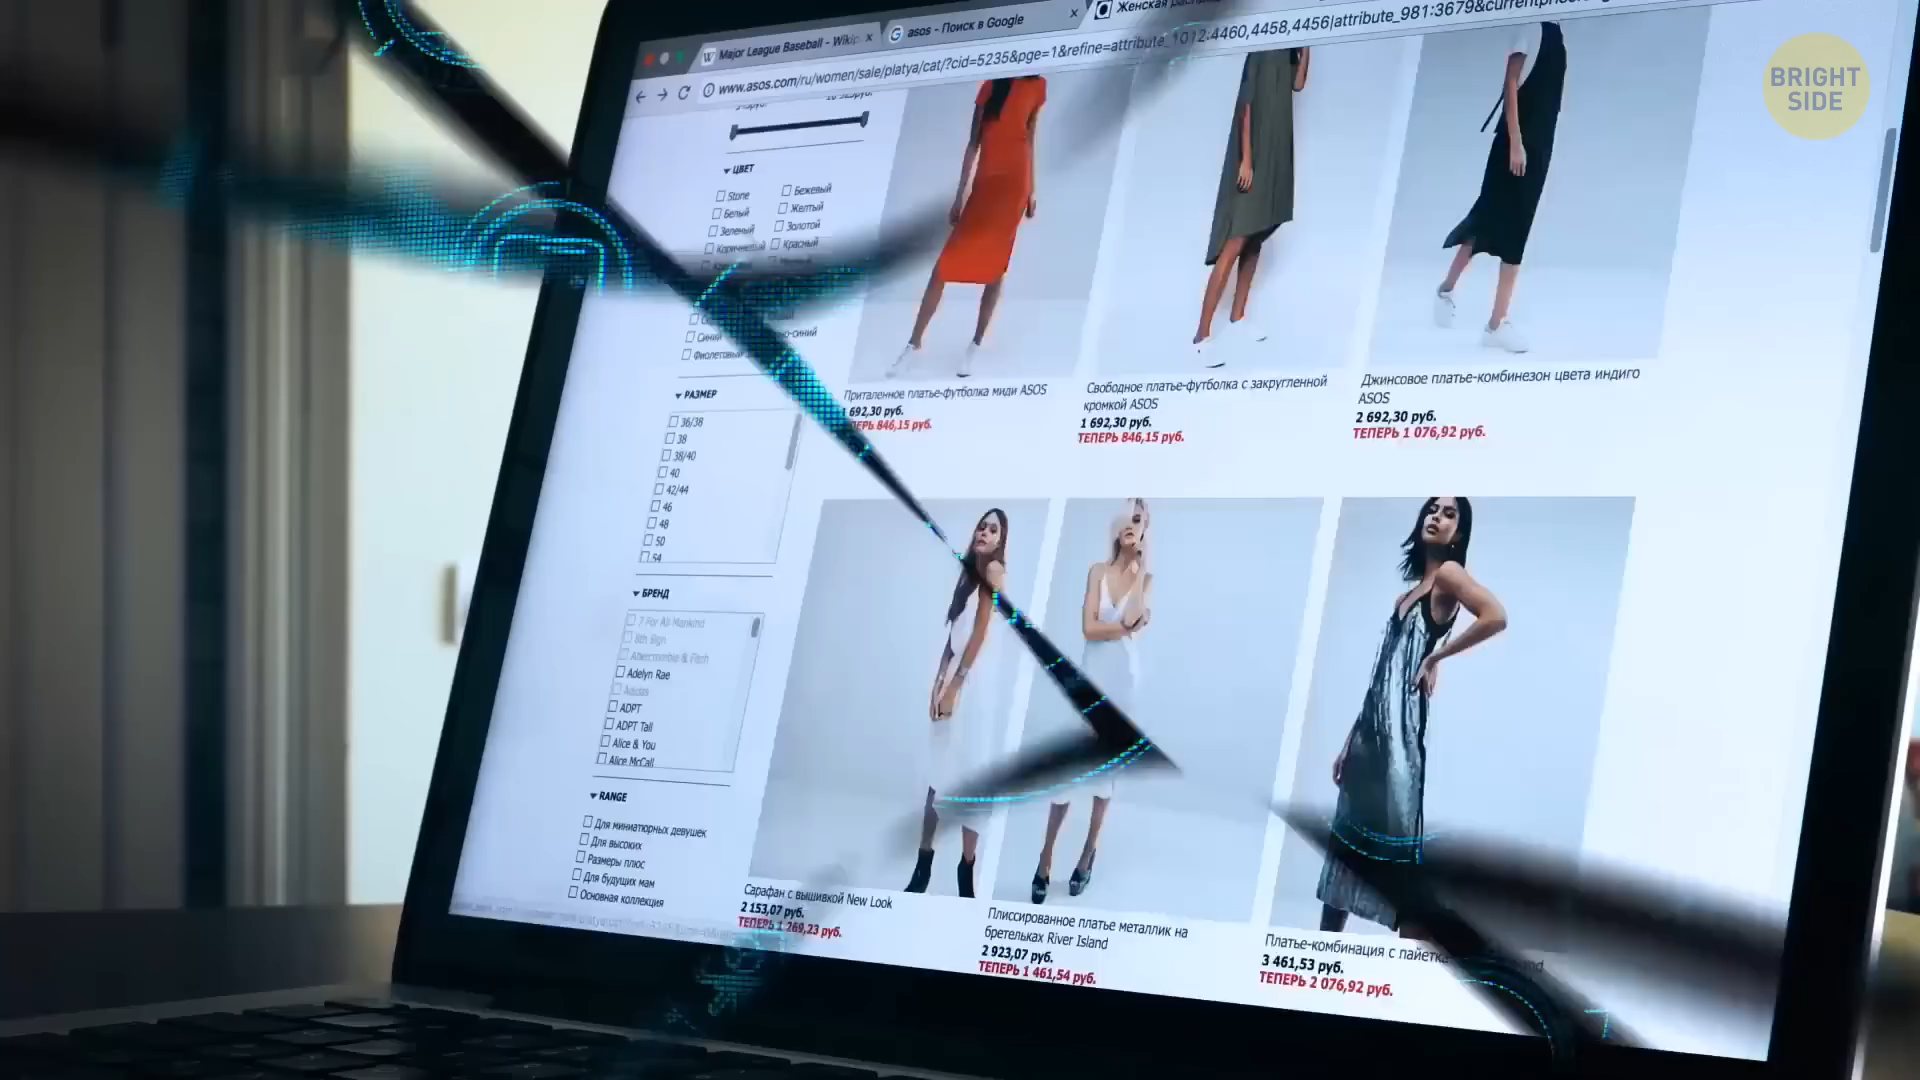 BRIGHT
SIDE
Major League Baseball - Wikip
asos - Поиск в Google
www.asos.com/ru/women/sale/platya/cat/?cid=5235&pge=1&refine=attribute_1012:4460,4458,4456|attribute_981:3679&currentpric
ЦВЕТ
Stone
Бежевый
Белый
Желтый
Зеленый
Золотой
Коричневый
Красный
Синий
Фиолетовый
РАЗМЕР
36/38
38
38/40
40
42/44
46
48
50
54
БРЕНД
7 For All Mankind
8th Sign
Abercrombie & Fitch
Adelyn Rae
Adidas
ADPT
ADPT Tall
Alice & You
Alice McCall
RANGE
Для миниатюрных девушек
Для высоких
Размеры плюс
Для будущих мам
Основная коллекция
Приталенное платье-футболка миди ASOS
1 692,30 руб.
ТЕПЕРЬ 846,15 руб.
Свободное платье-футболка с закругленной
кромкой ASOS
1 692,30 руб.
ТЕПЕРЬ 846,15 руб.
Джинсовое платье-комбинезон цвета индиго
ASOS
2 692,30 руб.
ТЕПЕРЬ 1 076,92 руб.
Сарафан с вышивкой New Look
2 153,07 руб.
ТЕПЕРЬ 1 269,23 руб.
Плиссированное платье металлик на
бретельках River Island
2 923,07 руб.
ТЕПЕРЬ 1 461,54 руб.
Платье-комбинация с пайетка
3 461,53 руб.
ТЕПЕРЬ 2 076,92 руб.